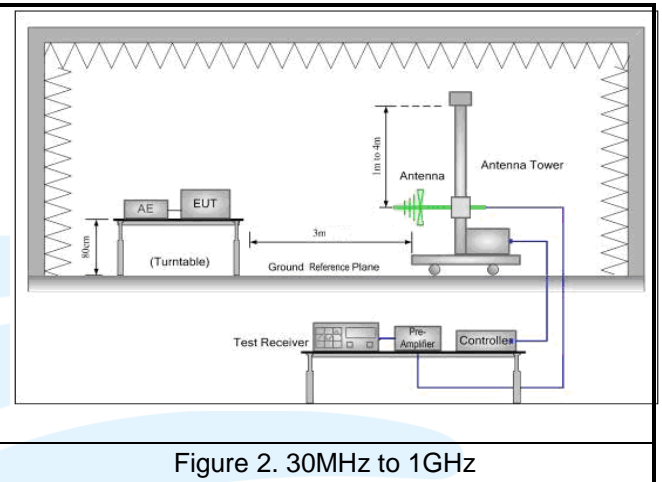 1m to 4m
Antenna
Antenna Tower
AE
EUT
80cm
(Turntable)
3m
Ground Reference Plane
Test Receiver
Pre-
Amplifier
Controller
Figure 2. 30MHz to 1GHz